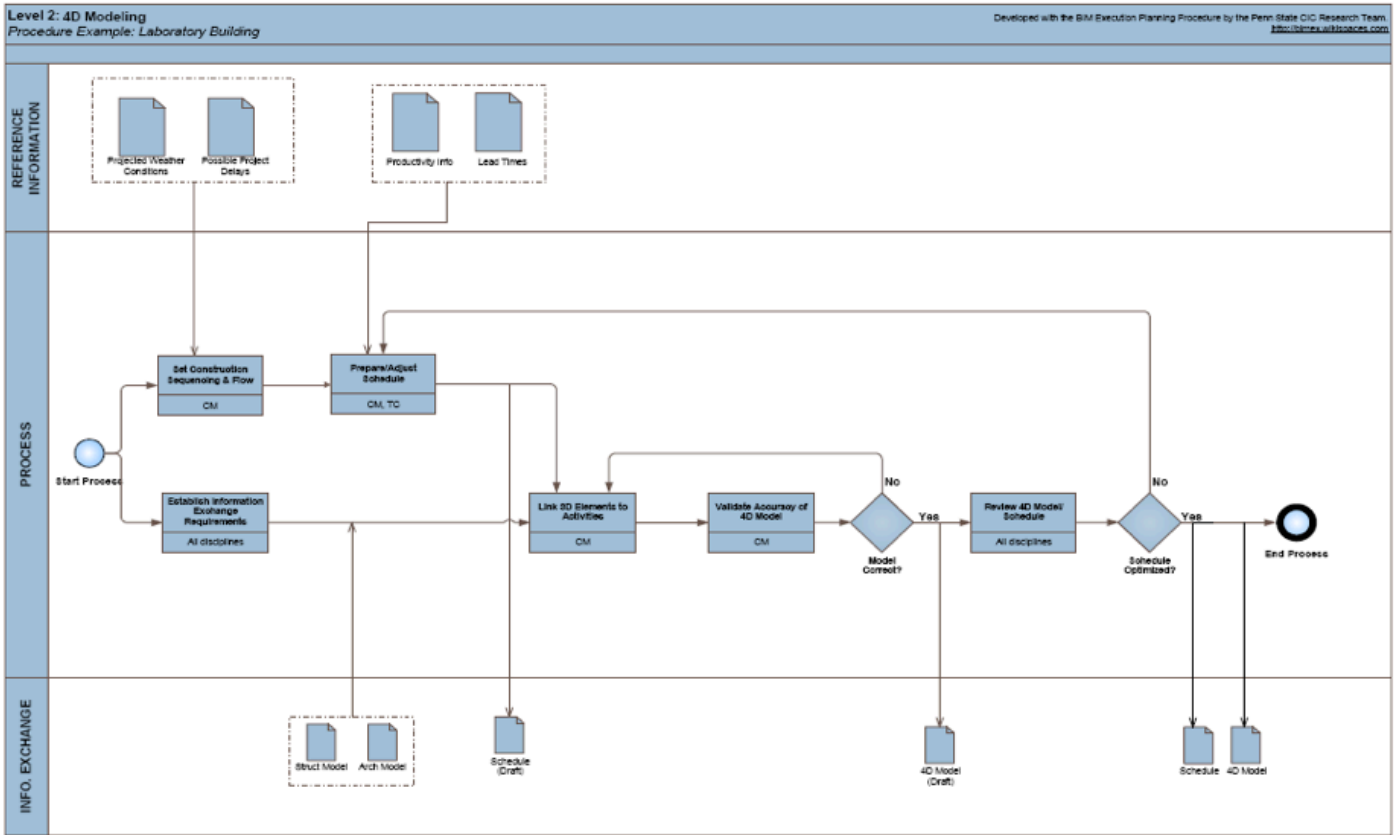 Level 2: 4D Modeling
Procedure Example: Laboratory Building
Developed with the BIM Execution Planning Procedure by the Penn State CIC Research Team.
http://bimex.wikispaces.com
REFERENCE
INFORMATION
Projected Weather
Conditions
Possible Project
Delays
Productivity Info
Lead Times
PROCESS
Start Process
Set Construction
Sequencing & Flow
CM
Prepare/Adjust
Schedule
CM, TC
Establish Information
Exchange
Requirements
All disciplines
Link 3D Elements to
Activities
CM
Validate Accuracy of
4D Model
CM
No
Yes
Model
Correct?
Review 4D Model/
Schedule
All disciplines
No
Yes
Schedule
Optimized?
End Process
INFO. EXCHANGE
Struct Model
Arch Model
Schedule
(Draft)
4D Model
(Draft)
Schedule
4D Model